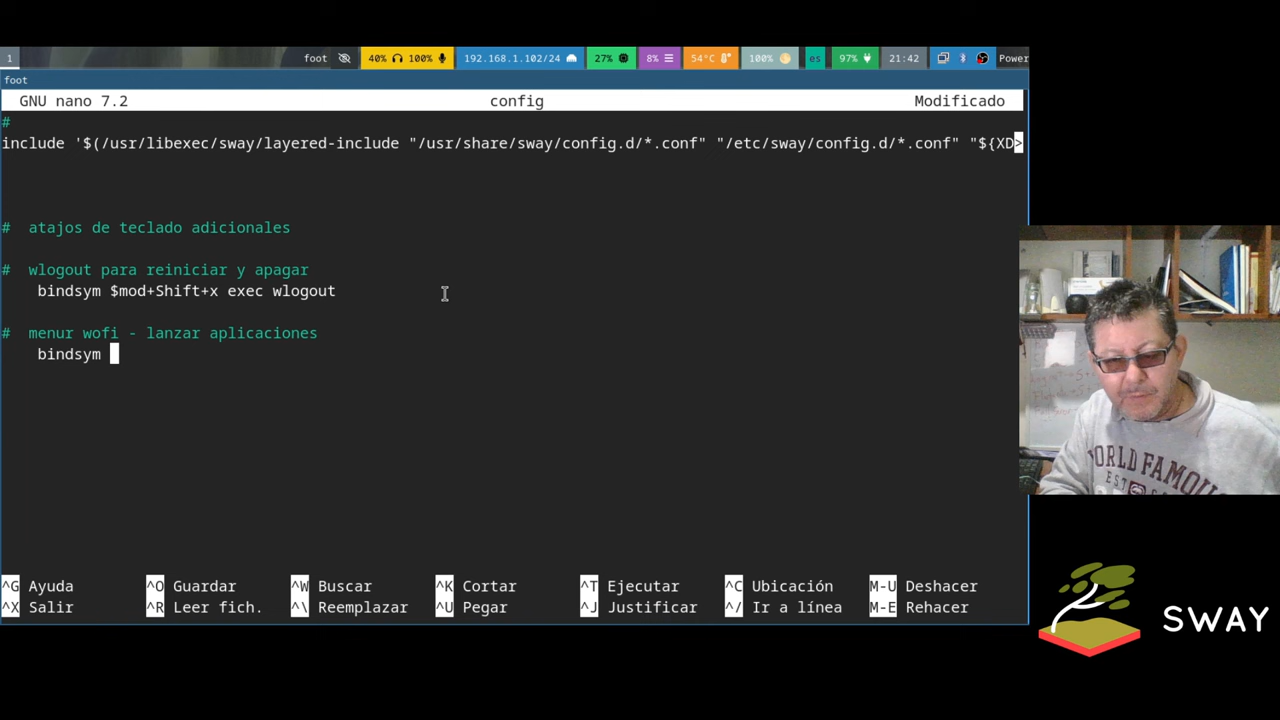 1 foot 40% 100% 192.168.1.102/24 27% 8% 54°C 100% es 97% 21:42 Power
foot
GNU nano 7.2 config Modificado
#
include '$(/usr/libexec/sway/layered-include "/usr/share/sway/config.d/*.conf" "/etc/sway/config.d/*.conf" "${XD>
# atajos de teclado adicionales
# wlogout para reiniciar y apagar
bindsym $mod+Shift+x exec wlogout
# menur wofi - lanzar aplicaciones
bindsym
WORLD FAMOU
EST
^G Ayuda ^O Guardar ^W Buscar ^K Cortar ^T Ejecutar ^C Ubicación M-U Deshacer
^X Salir ^R Leer fich. ^\ Reemplazar ^U Pegar ^J Justificar ^/ Ir a línea M-E Rehacer
SWAY